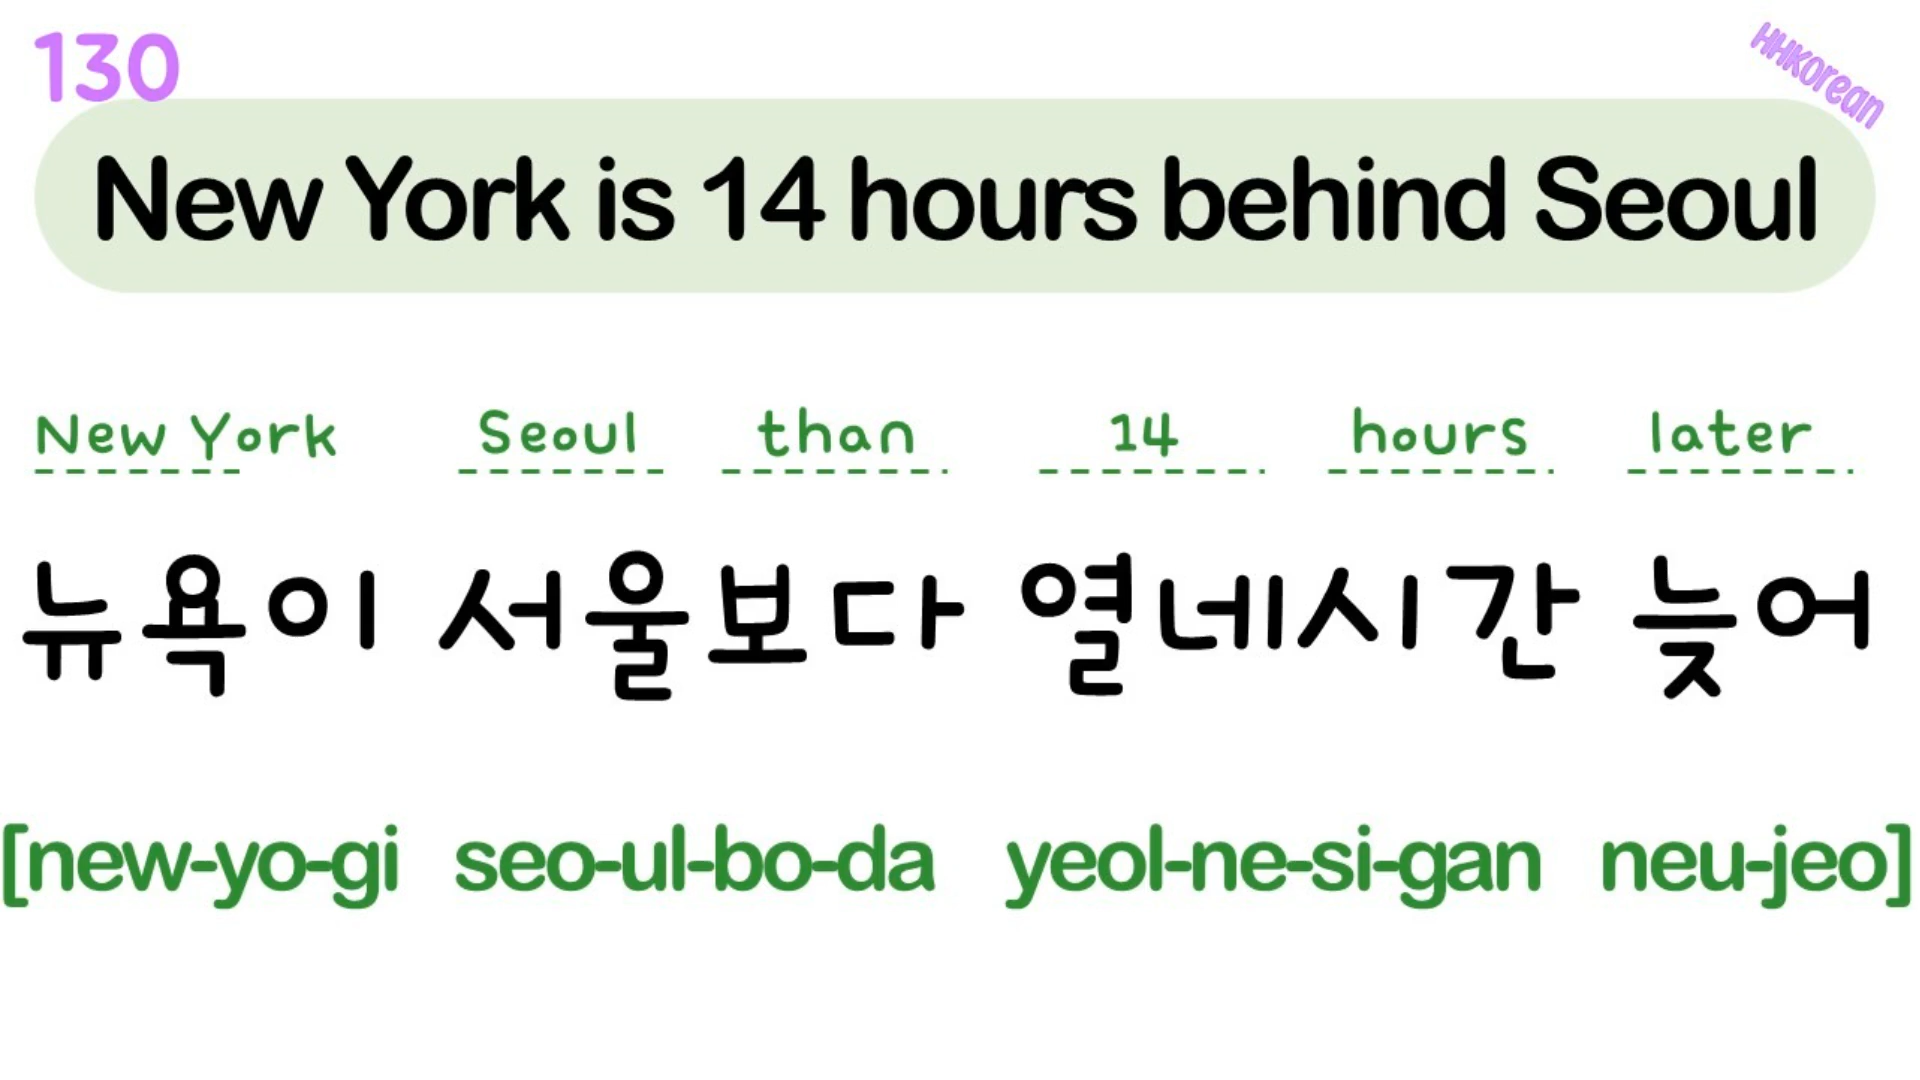 130
HHKorean
New York is 14 hours behind Seoul
New York Seoul than 14 hours later
뉴욕이 서울보다 열네시간 늦어
[new-yo-gi seo-ul-bo-da yeol-ne-si-gan neu-jeo]